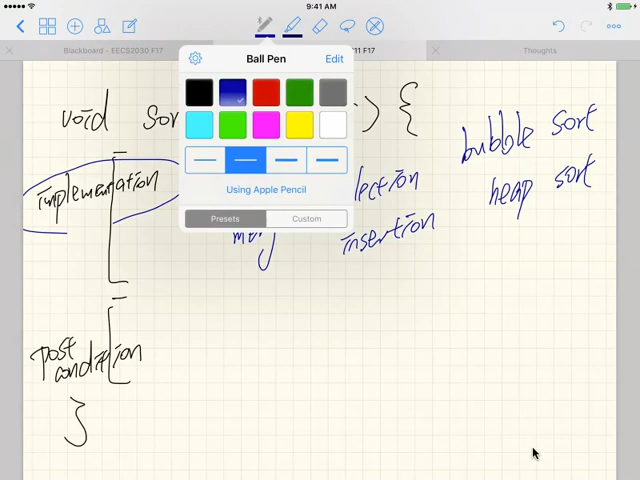 9:41 AM
Blackboard - EECS2030 F17
11 F17
Thoughts
Ball Pen
Edit
void Sor > {
bubble sort
implementation
lection
heap sort
Using Apple Pencil
Presets
Custom
insertion
post
condition
}